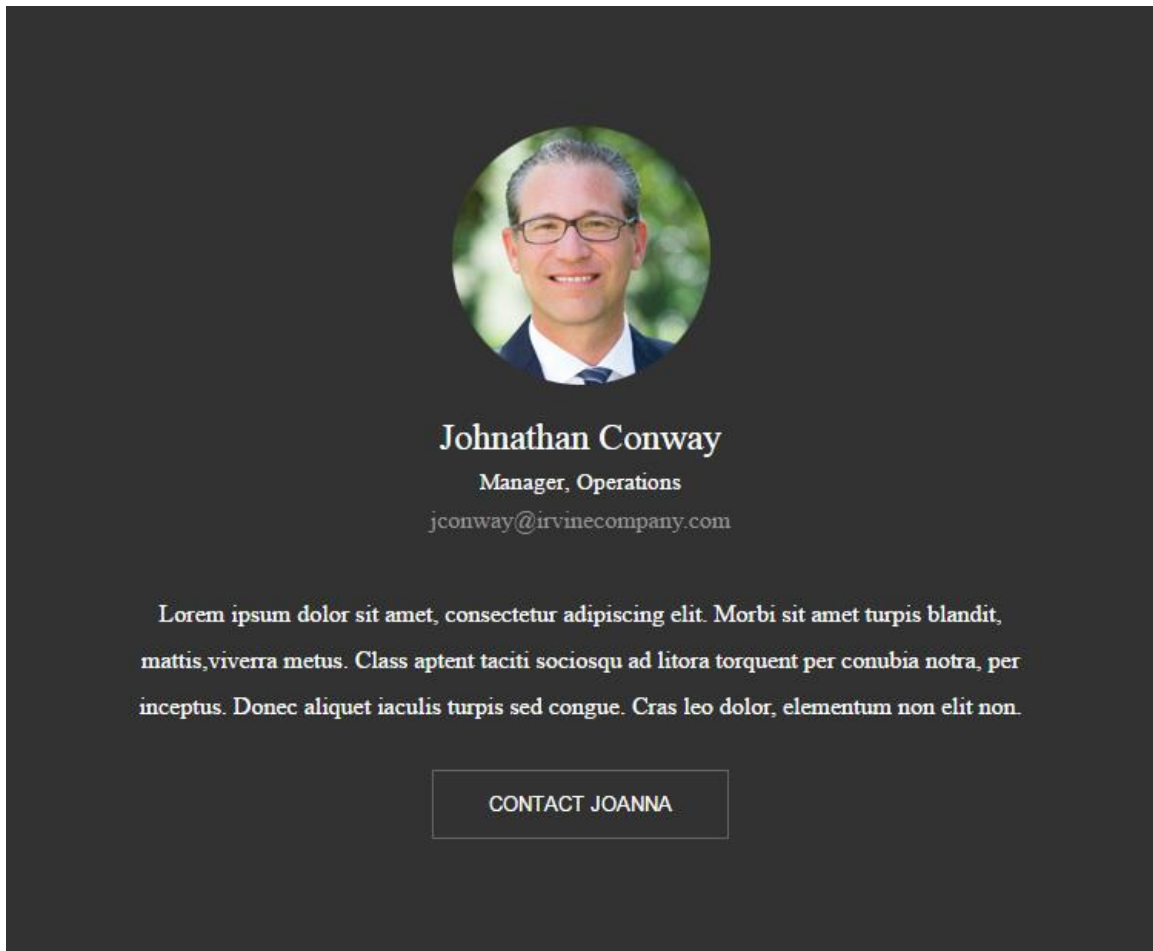 Johnathan Conway
Manager, Operations
jconway@irvinecompany.com
Lorem ipsum dolor sit amet, consectetur adipiscing elit. Morbi sit amet turpis blandit,
mattis,viverra metus. Class aptent taciti sociosqu ad litora torquent per conubia notra, per
inceptus. Donec aliquet iaculis turpis sed congue. Cras leo dolor, elementum non elit non.
CONTACT JOANNA